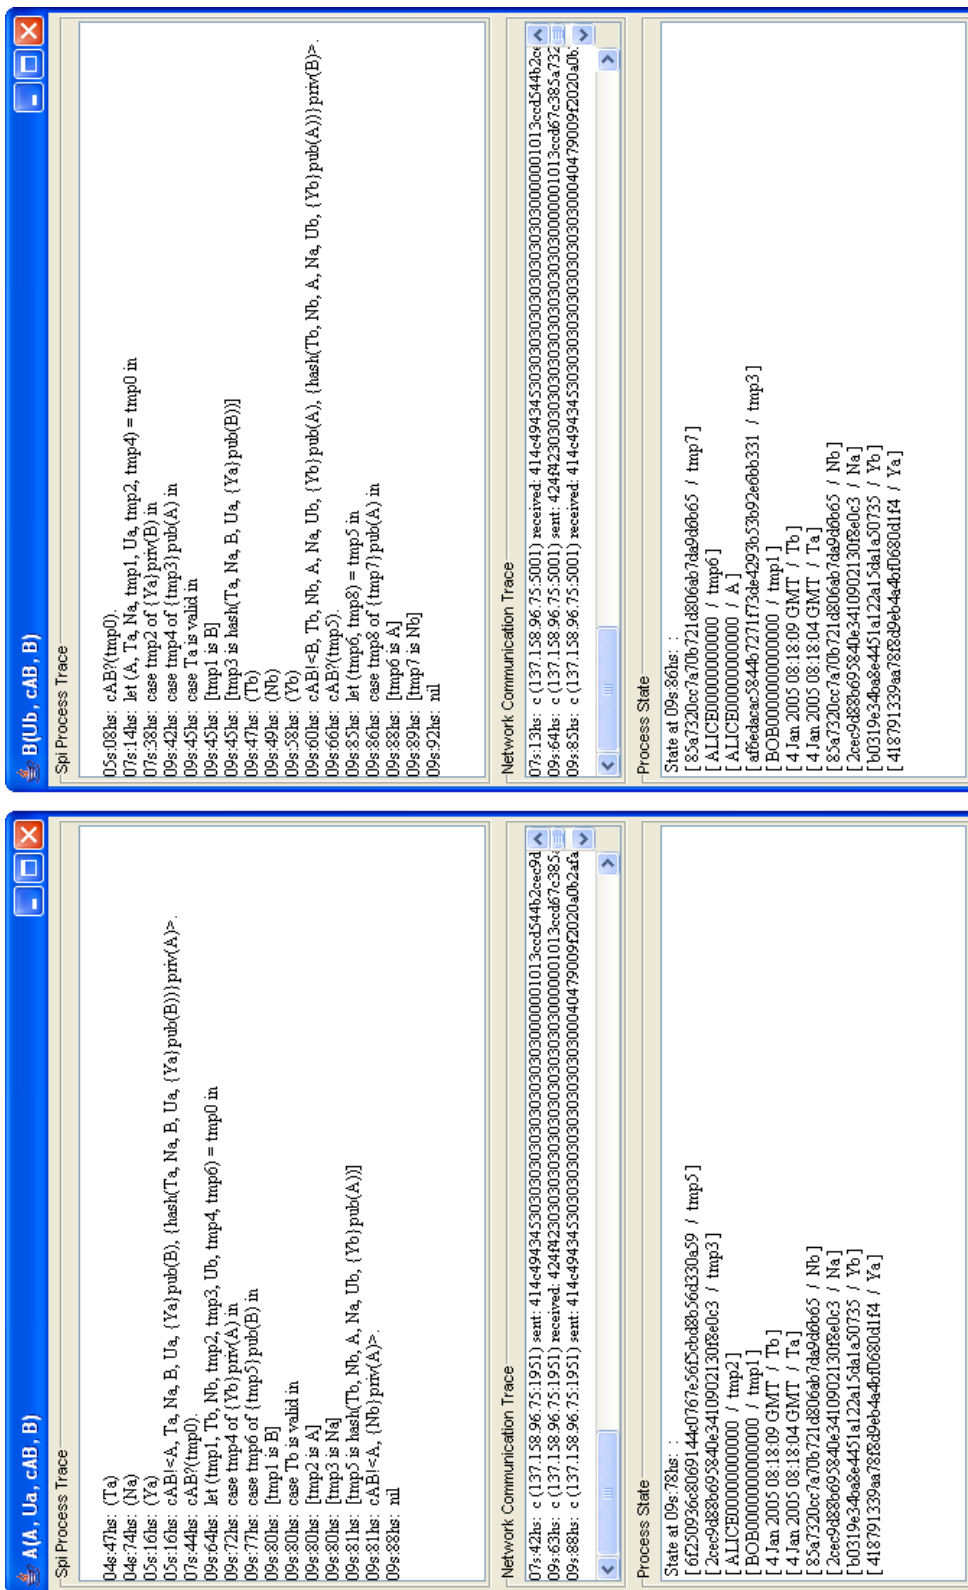 A(A, Ua, cAB, B)
Spi Process Trace
04s:47hs: (Ta)
04s:74hs: (Na)
05s:16hs: (Ya)
05s:16hs: cAB!<A, Ta, Na, B, Ua, {Ya}pub(B), {hash(Ta, Na, B, Ua, {Ya}pub(B))}priv(A)>.
07s:44hs: cAB?(tmp0).
09s:64hs: let (tmp1, Tb, Nb, tmp2, tmp3, Ub, tmp4, tmp6) = tmp0 in
09s:72hs: case tmp4 of {Yb}priv(A) in
09s:77hs: case tmp6 of {tmp5}pub(B) in
09s:80hs: [tmp1 is B]
09s:80hs: case Tb is valid in
09s:80hs: [tmp2 is A]
09s:80hs: [tmp3 is Na]
09s:81hs: [tmp5 is hash(Tb, Nb, A, Na, Ub, {Yb}pub(A))]
09s:81hs: cAB!<A, {Nb}priv(A)>.
09s:88hs: nil
Network Communication Trace
07s:42hs: c (137.158.96.75:1951) sent:
09s:63hs: c (137.158.96.75:1951) received:
09s:88hs: c (137.158.96.75:1951) sent:
Process State
State at 09s:78hs: :
[ 6f250936c8069144c0767e56f5cbd8b56d330a59 / tmp5 ]
[ 2cec9d88b695840e3410902130f8e0c3 / tmp3 ]
[ ALICE00000000000 / tmp2 ]
[ BOB0000000000000 / tmp1 ]
[ 4 Jan 2005 08:18:09 GMT / Tb ]
[ 4 Jan 2005 08:18:04 GMT / Ta ]
[ 85a7320cc7a70b721d806ab7da9d6b65 / Nb ]
[ 2cec9d88b695840e3410902130f8e0c3 / Na ]
[ b0319e34ba8e4451a122a15da1a50735 / Yb ]
[ 418791339aa78f8d9eb4a4bf0680d1f4 / Ya ]
B(Ub, cAB, B)
Spi Process Trace
05s:08hs: cAB?(tmp0).
07s:14hs: let (A, Ta, Na, tmp1, Ua, tmp2, tmp4) = tmp0 in
07s:38hs: case tmp2 of {Ya}priv(B) in
09s:42hs: case tmp4 of {tmp3}pub(A) in
09s:45hs: case Ta is valid in
09s:45hs: [tmp1 is B]
09s:45hs: [tmp3 is hash(Ta, Na, B, Ua, {Ya}pub(B))]
09s:47hs: (Tb)
09s:49hs: (Nb)
09s:58hs: (Yb)
09s:60hs: cAB!<B, Tb, Nb, A, Na, Ub, {Yb}pub(A), {hash(Tb, Nb, A, Na, Ub, {Yb}pub(A))}priv(B)>.
09s:66hs: cAB?(tmp5).
09s:85hs: let (tmp6, tmp8) = tmp5 in
09s:86hs: case tmp8 of {tmp7}pub(A) in
09s:88hs: [tmp6 is A]
09s:89hs: [tmp7 is Nb]
09s:92hs: nil
Network Communication Trace
07s:13hs: c (137.158.96.75:5001) received:
09s:64hs: c (137.158.96.75:5001) sent:
09s:85hs: c (137.158.96.75:5001) received:
Process State
State at 09s:86hs: :
[ 85a7320cc7a70b721d806ab7da9d6b65 / tmp7 ]
[ ALICE00000000000 / tmp6 ]
[ ALICE00000000000 / A ]
[ af6edacac5844b7271f73de4293b53b92e6bb331 / tmp3 ]
[ BOB0000000000000 / tmp1 ]
[ 4 Jan 2005 08:18:09 GMT / Tb ]
[ 4 Jan 2005 08:18:04 GMT / Ta ]
[ 85a7320cc7a70b721d806ab7da9d6b65 / Nb ]
[ 2cec9d88b695840e3410902130f8e0c3 / Na ]
[ b0319e34ba8e4451a122a15da1a50735 / Yb ]
[ 418791339aa78f8d9eb4a4bf0680d1f4 / Ya ]